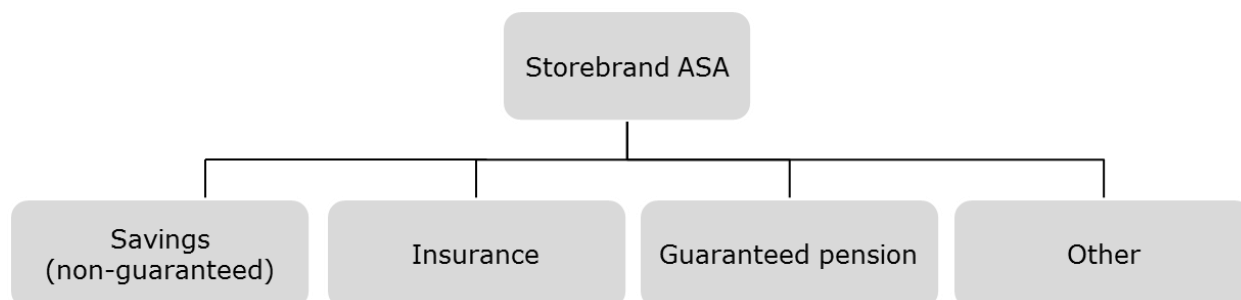 Storebrand ASA
Savings
(non-guaranteed)
Insurance
Guaranteed pension
Other